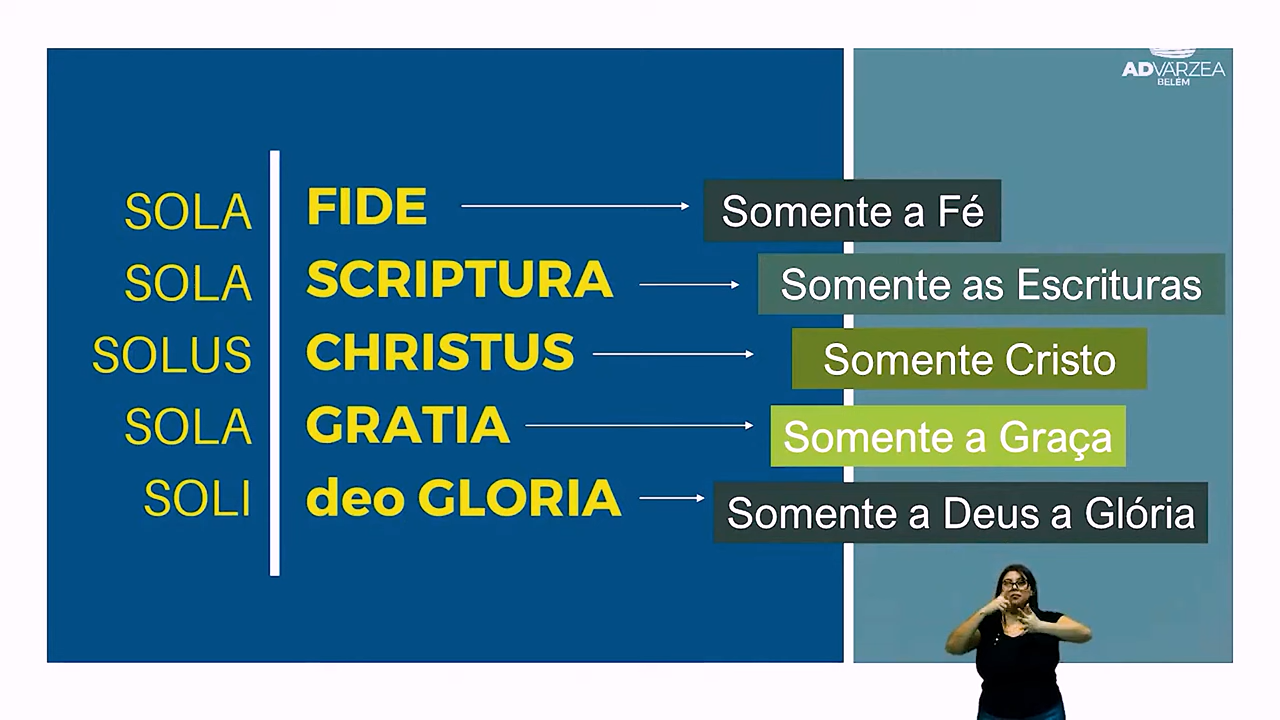 ADVÁRZEA
BELÉM
SOLA FIDE Somente a Fé
SOLA SCRIPTURA Somente as Escrituras
SOLUS CHRISTUS Somente Cristo
SOLA GRATIA Somente a Graça
SOLI deo GLORIA Somente a Deus a Glória